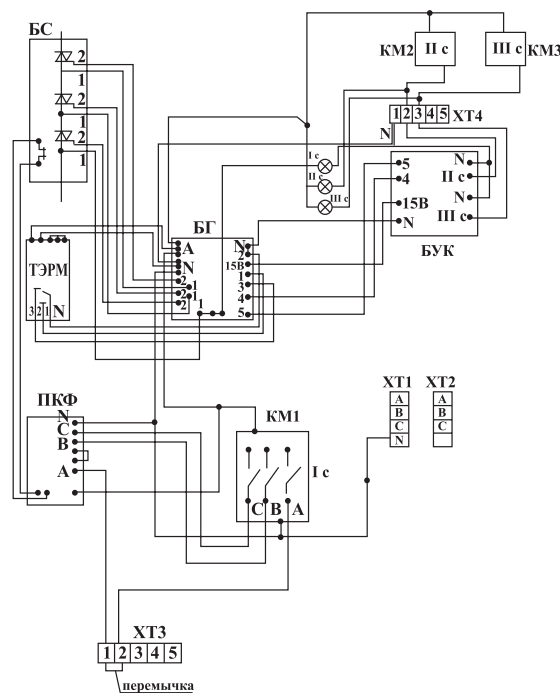 БС
2
1
2
1
2
1
КМ2
II с
III с
КМ3
ХТ4
1 2 3 4 5
N
I с
II с
III с
5
4
15В
N
N
II с
N
III с
БУК
БГ
А
N
2
1
2
1
2
1
N
2
15В
1
3
4
5
ТЭРМ
3 2 1 N
ПКФ
N
С
В
А
КМ1
I с
С В А
ХТ1
А
В
С
N
ХТ2
А
В
С
ХТ3
1 2 3 4 5
перемычка